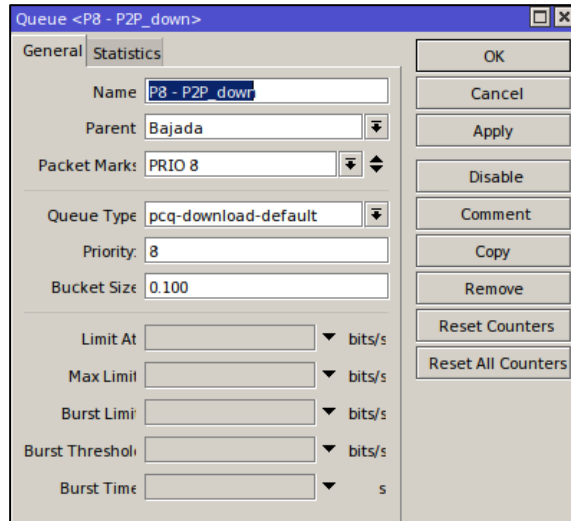 Queue <P8 - P2P_down>
General Statistics
Name P8 - P2P_down
Parent Bajada
Packet Marks PRIO 8
Queue Type pcq-download-default
Priority: 8
Bucket Size 0.100
Limit At bits/s
Max Limit bits/s
Burst Limit bits/s
Burst Threshold bits/s
Burst Time s
OK
Cancel
Apply
Disable
Comment
Copy
Remove
Reset Counters
Reset All Counters